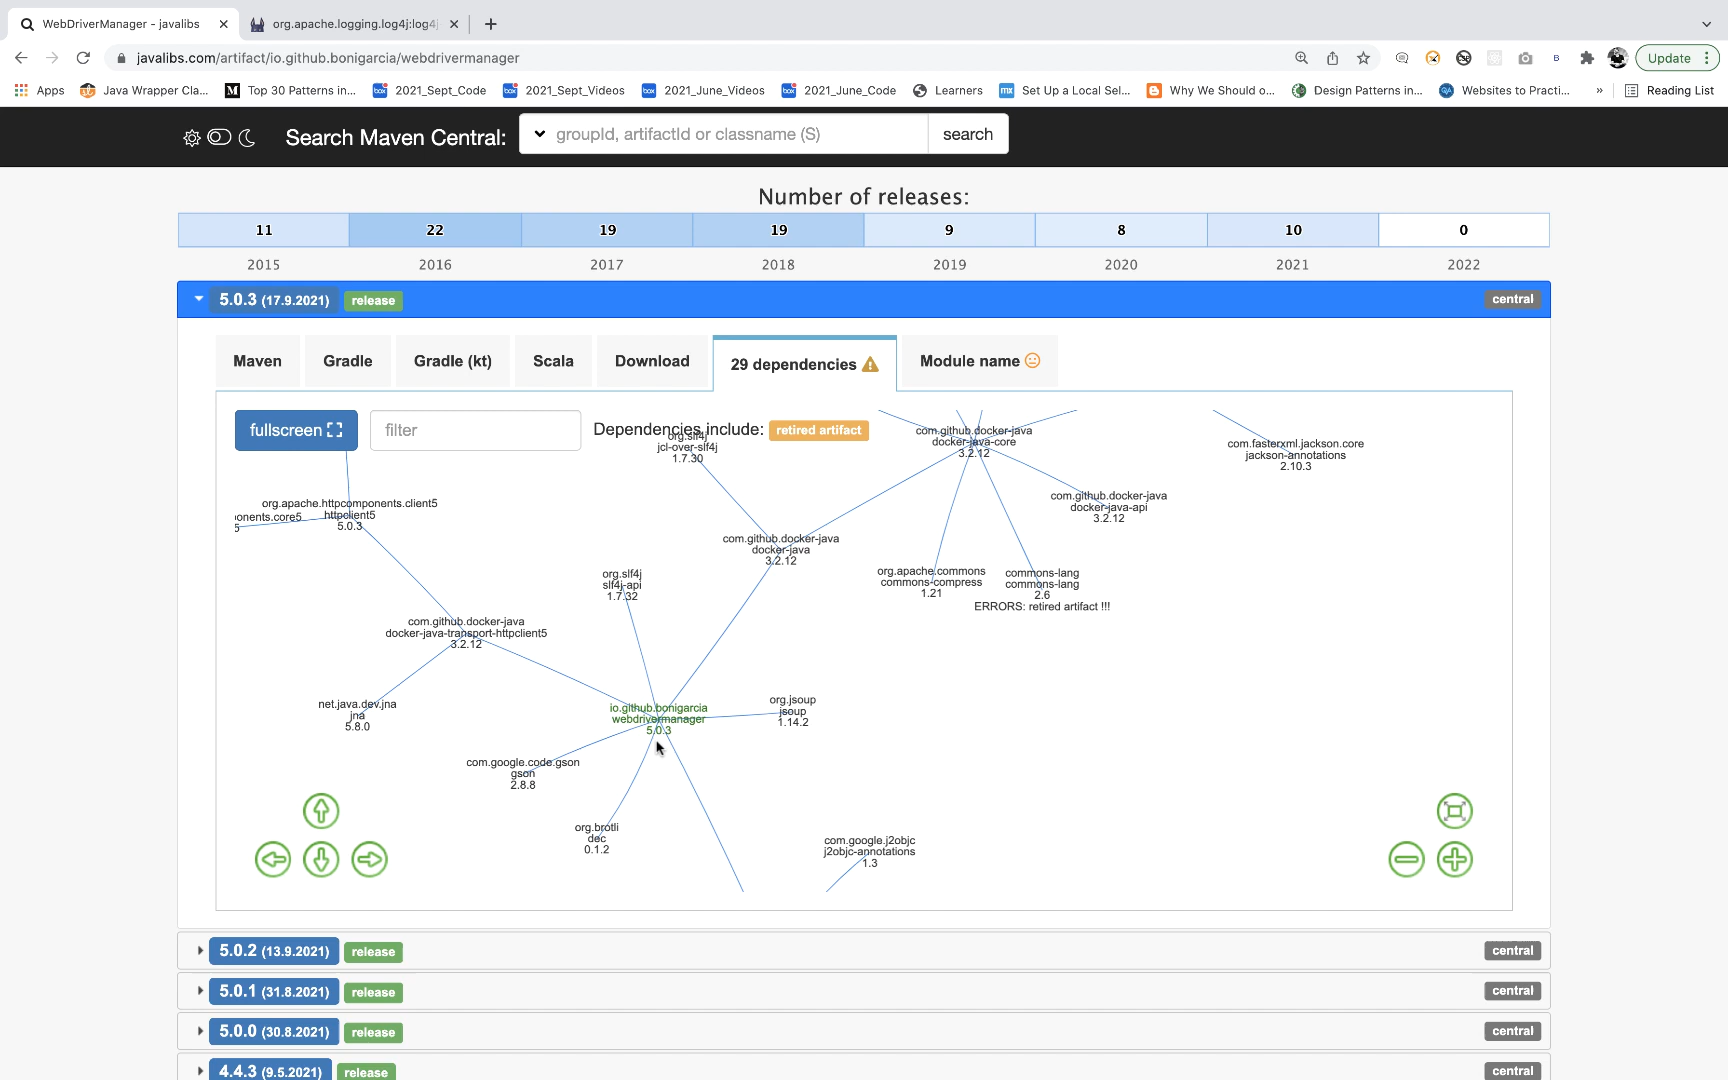 WebDriverManager - javalibs
org.apache.logging.log4j:log4j
javalibs.com/artifact/io.github.bonigarcia/webdrivermanager
Update
Apps
Java Wrapper Cla...
Top 30 Patterns in...
2021_Sept_Code
2021_Sept_Videos
2021_June_Videos
2021_June_Code
Learners
Set Up a Local Sel...
Why We Should o...
Design Patterns in...
Websites to Practi...
»
Reading List
Search Maven Central:
groupId, artifactId or classname (S)
search
Number of releases:
11 22 19 19 9 8 10 0
2015 2016 2017 2018 2019 2020 2021 2022
5.0.3 (17.9.2021) release central
Maven
Gradle
Gradle (kt)
Scala
Download
29 dependencies
Module name
fullscreen
filter
Dependencies include: retired artifact
org.slf4j
jcl-over-slf4j
1.7.30
com.github.docker-java
docker-java-core
3.2.12
com.fasterxml.jackson.core
jackson-annotations
2.10.3
org.apache.httpcomponents.client5
httpclient5
5.0.3
onents.core5
5
com.github.docker-java
docker-java-api
3.2.12
com.github.docker-java
docker-java
3.2.12
org.slf4j
slf4j-api
1.7.32
org.apache.commons
commons-compress
1.21
commons-lang
commons-lang
2.6
ERRORS: retired artifact !!!
com.github.docker-java
docker-java-transport-httpclient5
3.2.12
net.java.dev.jna
jna
5.8.0
io.github.bonigarcia
webdrivermanager
5.0.3
org.jsoup
jsoup
1.14.2
com.google.code.gson
gson
2.8.8
org.brotli
dec
0.1.2
com.google.j2objc
j2objc-annotations
1.3
5.0.2 (13.9.2021) release central
5.0.1 (31.8.2021) release central
5.0.0 (30.8.2021) release central
4.4.3 (9.5.2021) release central